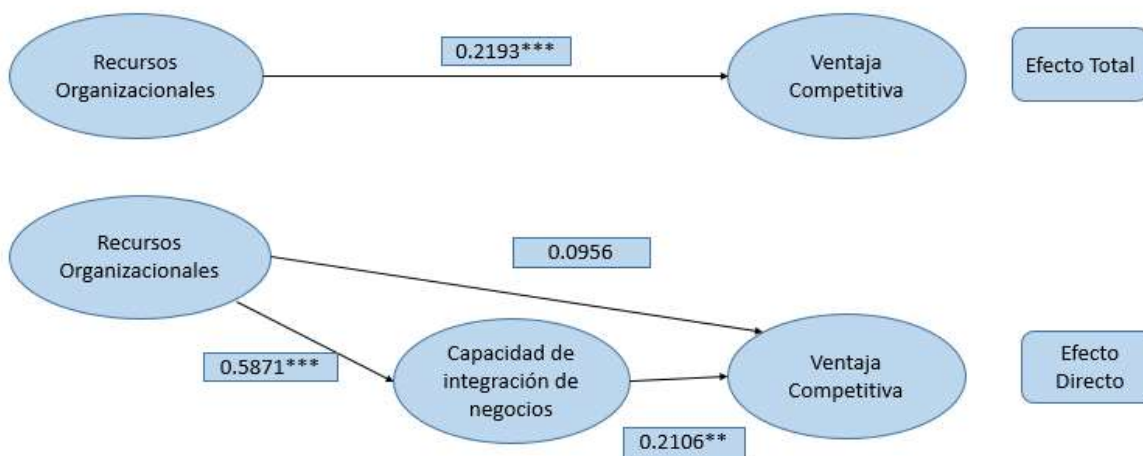 Recursos
Organizacionales
0.2193***
Ventaja
Competitiva
Efecto Total
Recursos
Organizacionales
0.0956
0.5871***
Capacidad de
integración de
negocios
0.2106**
Ventaja
Competitiva
Efecto
Directo